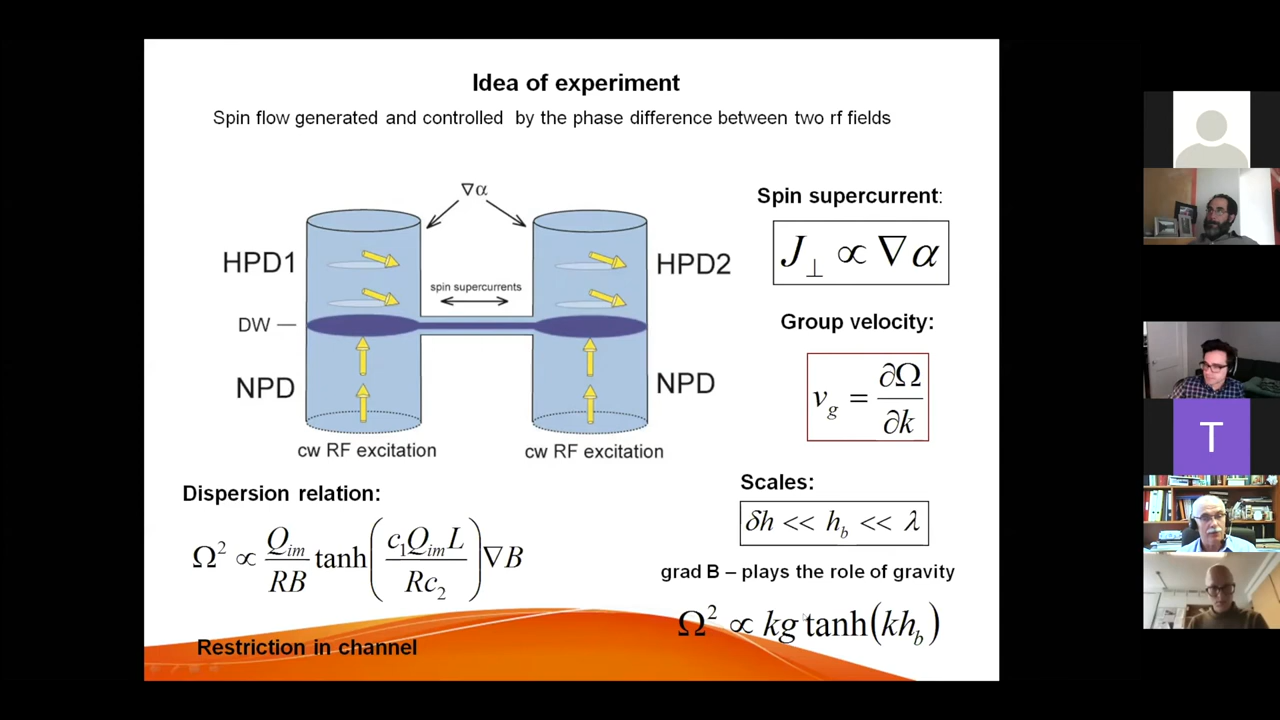 Idea of experiment
Spin flow generated and controlled by the phase difference between two rf fields
∇α
HPD1
HPD2
spin supercurrents
DW
NPD
NPD
cw RF excitation
cw RF excitation
Spin supercurrent:
J⊥ ∝ ∇α
Group velocity:
v_g = ∂Ω/∂k
Scales:
δh << h_b << λ
Dispersion relation:
Ω² ∝ Q_im/RB tanh(c₁Q_imL/Rc₂)∇B
grad B – plays the role of gravity
Ω² ∝ kg tanh(kh_b)
Restriction in channel
T